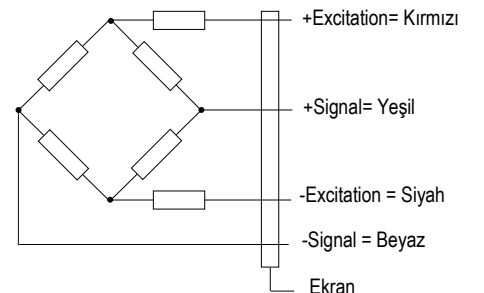 +Excitation= Kırmızı
+Signal= Yeşil
-Excitation = Siyah
-Signal = Beyaz
Ekran